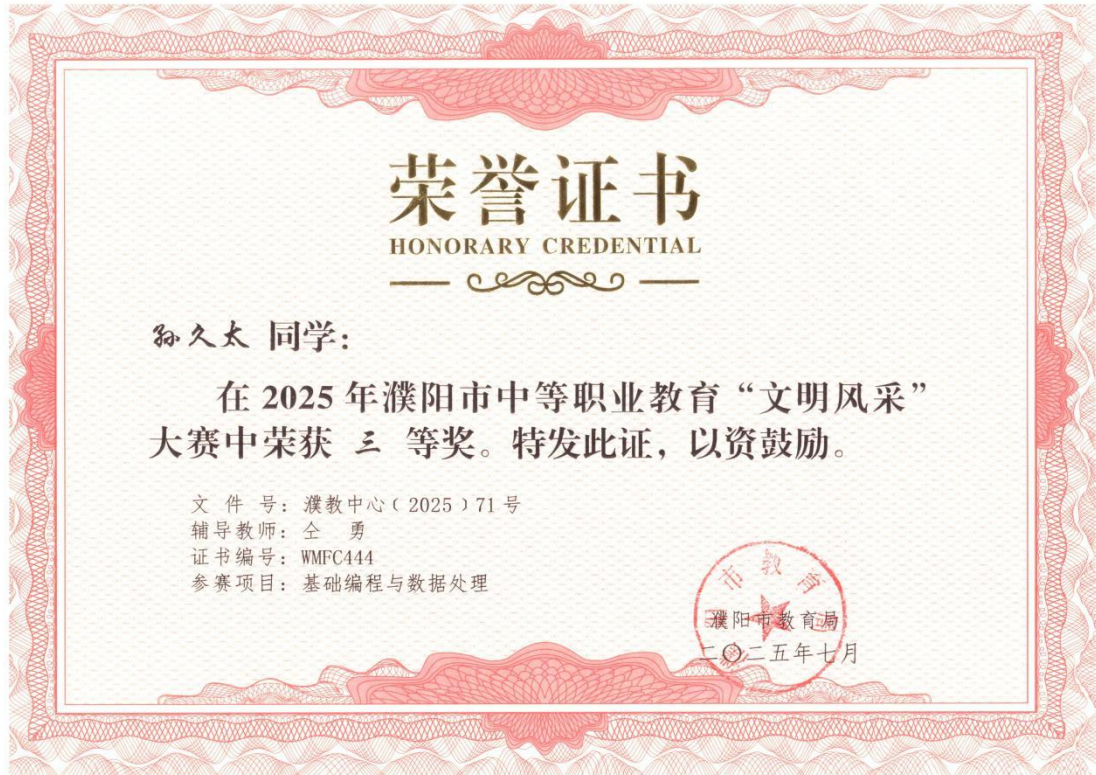 荣誉证书
HONORARY CREDENTIAL
孙久太 同学：
在 2025 年濮阳市中等职业教育“文明风采”
大赛中荣获 三 等奖。特发此证，以资鼓励。
文 件 号：濮教中心（2025）71号
辅导教师：仝 勇
证书编号：WMFC444
参赛项目：基础编程与数据处理
濮阳市教育局
二〇二五年七月